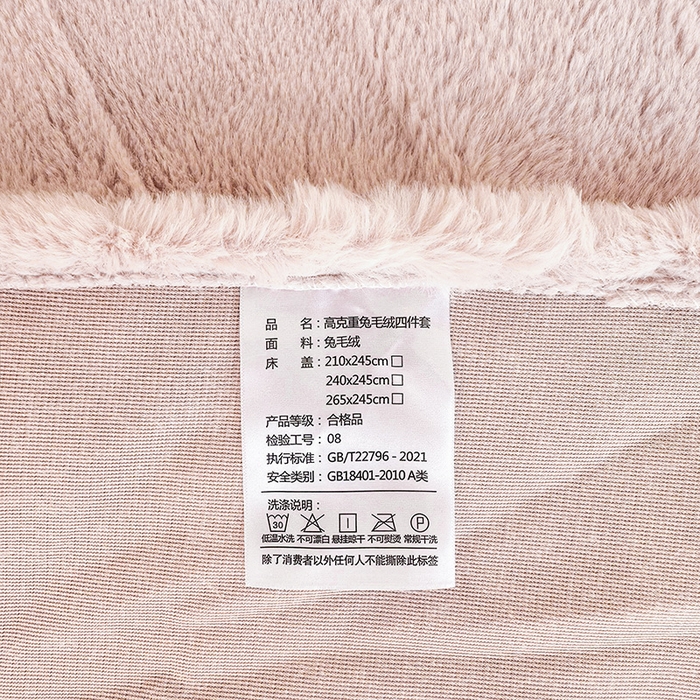 品 名：高克重兔毛绒四件套
面 料：兔毛绒
床 盖：210x245cm
240x245cm
265x245cm
产品等级：合格品
检验工号：08
执行标准：GB/T22796 - 2021
安全类别：GB18401-2010 A类
洗涤说明：
30 P
低温水洗 不可漂白 悬挂晾干 不可熨烫 常规干洗
除了消费者以外任何人不能撕除此标签